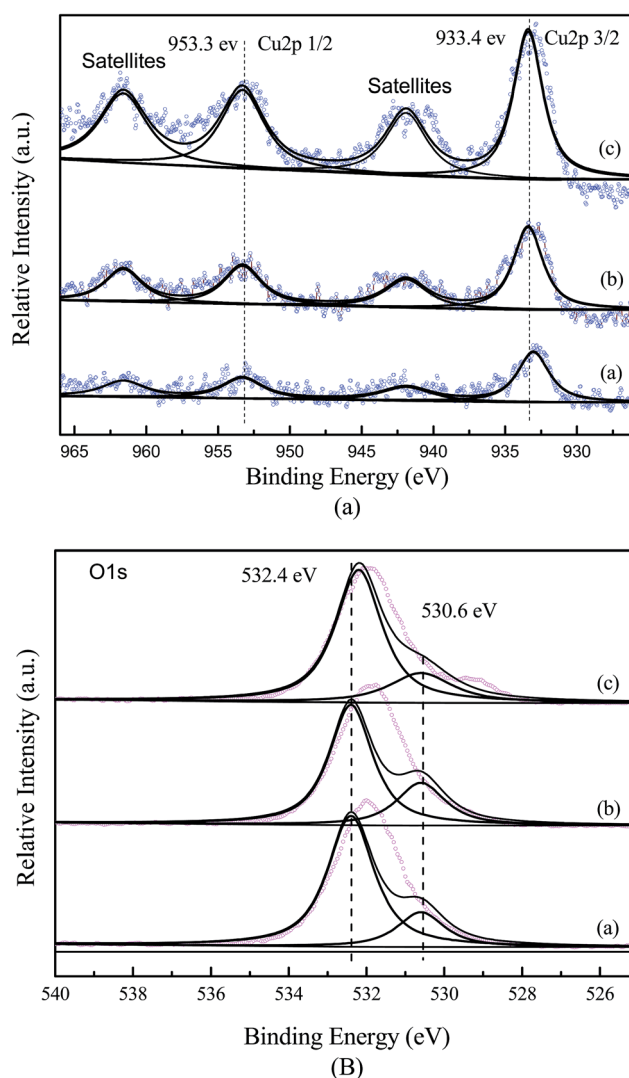 953.3 ev Cu2p 1/2 933.4 ev Cu2p 3/2
Satellites
Satellites
(c)
(b)
(a)
Relative Intensity (a.u.)
965 960 955 950 945 940 935 930
Binding Energy (eV)
(a)
O1s
532.4 eV
530.6 eV
(c)
(b)
(a)
Relative Intensity (a.u.)
540 538 536 534 532 530 528 526
Binding Energy (eV)
(B)